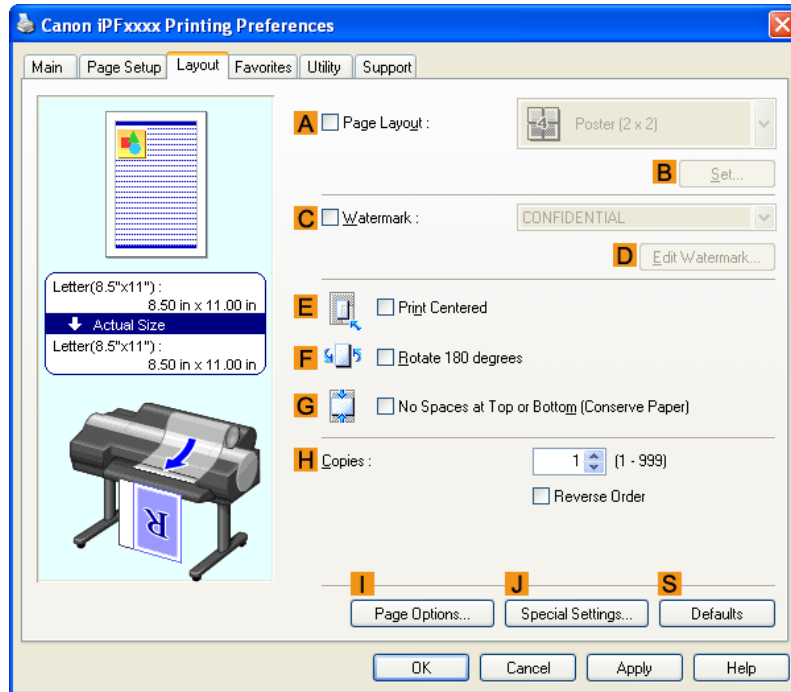 Canon iPFxxxx Printing Preferences
Main Page Setup Layout Favorites Utility Support
A Page Layout : 4 Poster (2 x 2)
B Set...
C Watermark : CONFIDENTIAL
D Edit Watermark...
Letter(8.5"x11") :
8.50 in x 11.00 in
Actual Size
Letter(8.5"x11") :
8.50 in x 11.00 in
E Print Centered
F Rotate 180 degrees
G No Spaces at Top or Bottom (Conserve Paper)
H Copies : 1 (1 - 999)
Reverse Order
R
I J S
Page Options... Special Settings... Defaults
OK Cancel Apply Help